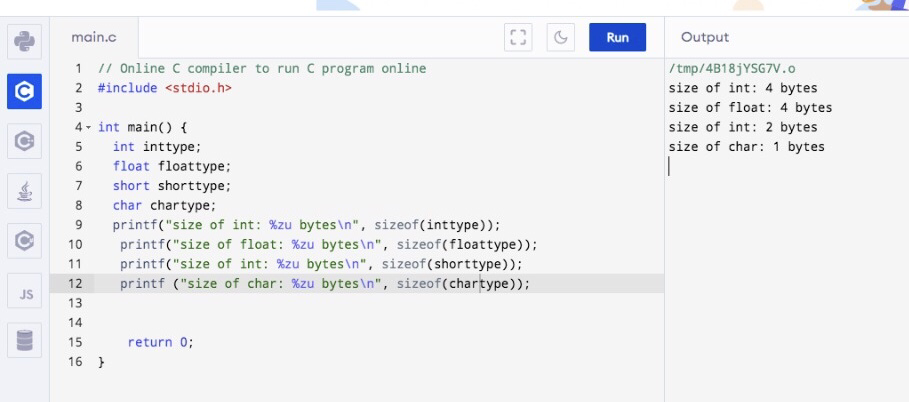 main.c
Run
Output
1 // Online C compiler to run C program online
2 #include <stdio.h>
3
4 int main() {
5 int inttype;
6 float floattype;
7 short shorttype;
8 char chartype;
9 printf("size of int: %zu bytes\n", sizeof(inttype));
10 printf("size of float: %zu bytes\n", sizeof(floattype));
11 printf("size of int: %zu bytes\n", sizeof(shorttype));
12 printf ("size of char: %zu bytes\n", sizeof(chartype));
13
14
15 return 0;
16 }
/tmp/4B18jYSG7V.o
size of int: 4 bytes
size of float: 4 bytes
size of int: 2 bytes
size of char: 1 bytes
JS